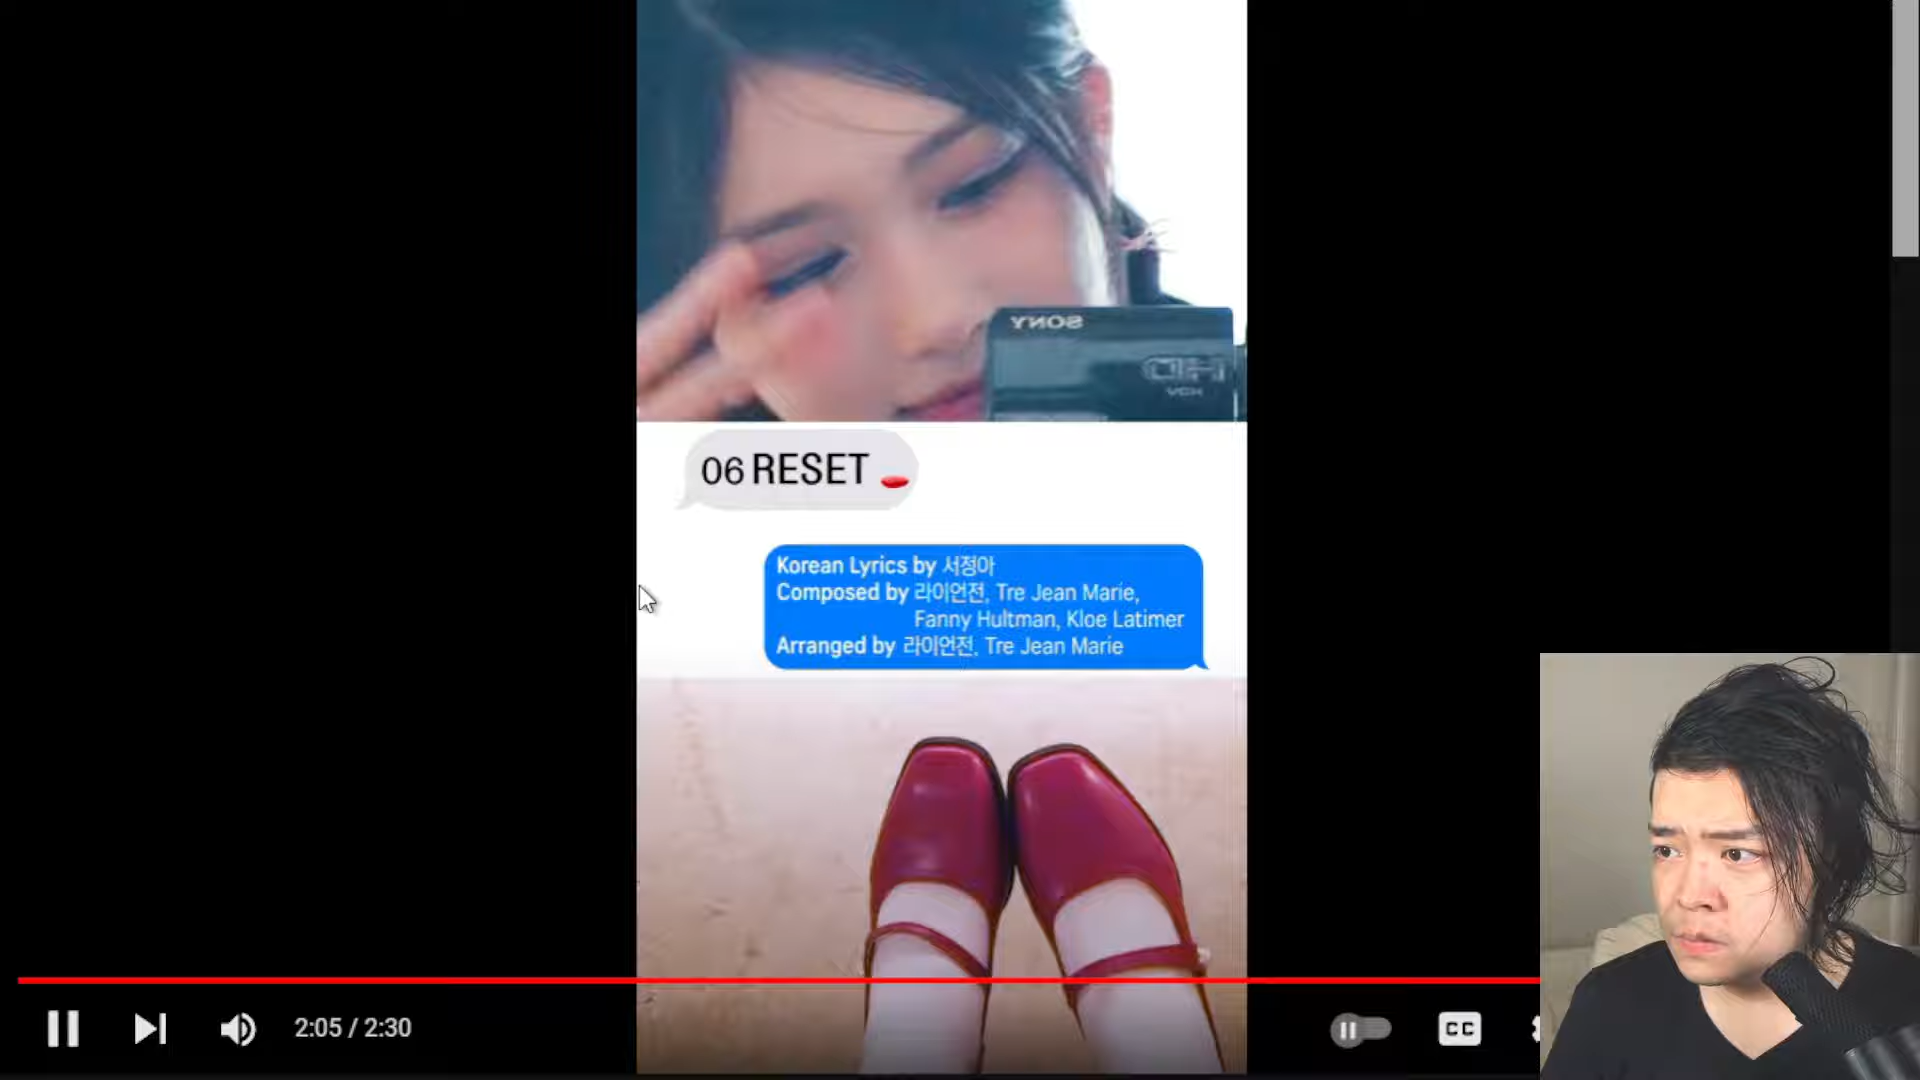 SONY
HD
06 RESET
Korean Lyrics by 서정아
Composed by 라이언전, Tre Jean Marie,
Fanny Hultman, Kloe Latimer
Arranged by 라이언전, Tre Jean Marie
2:05 / 2:30
CC